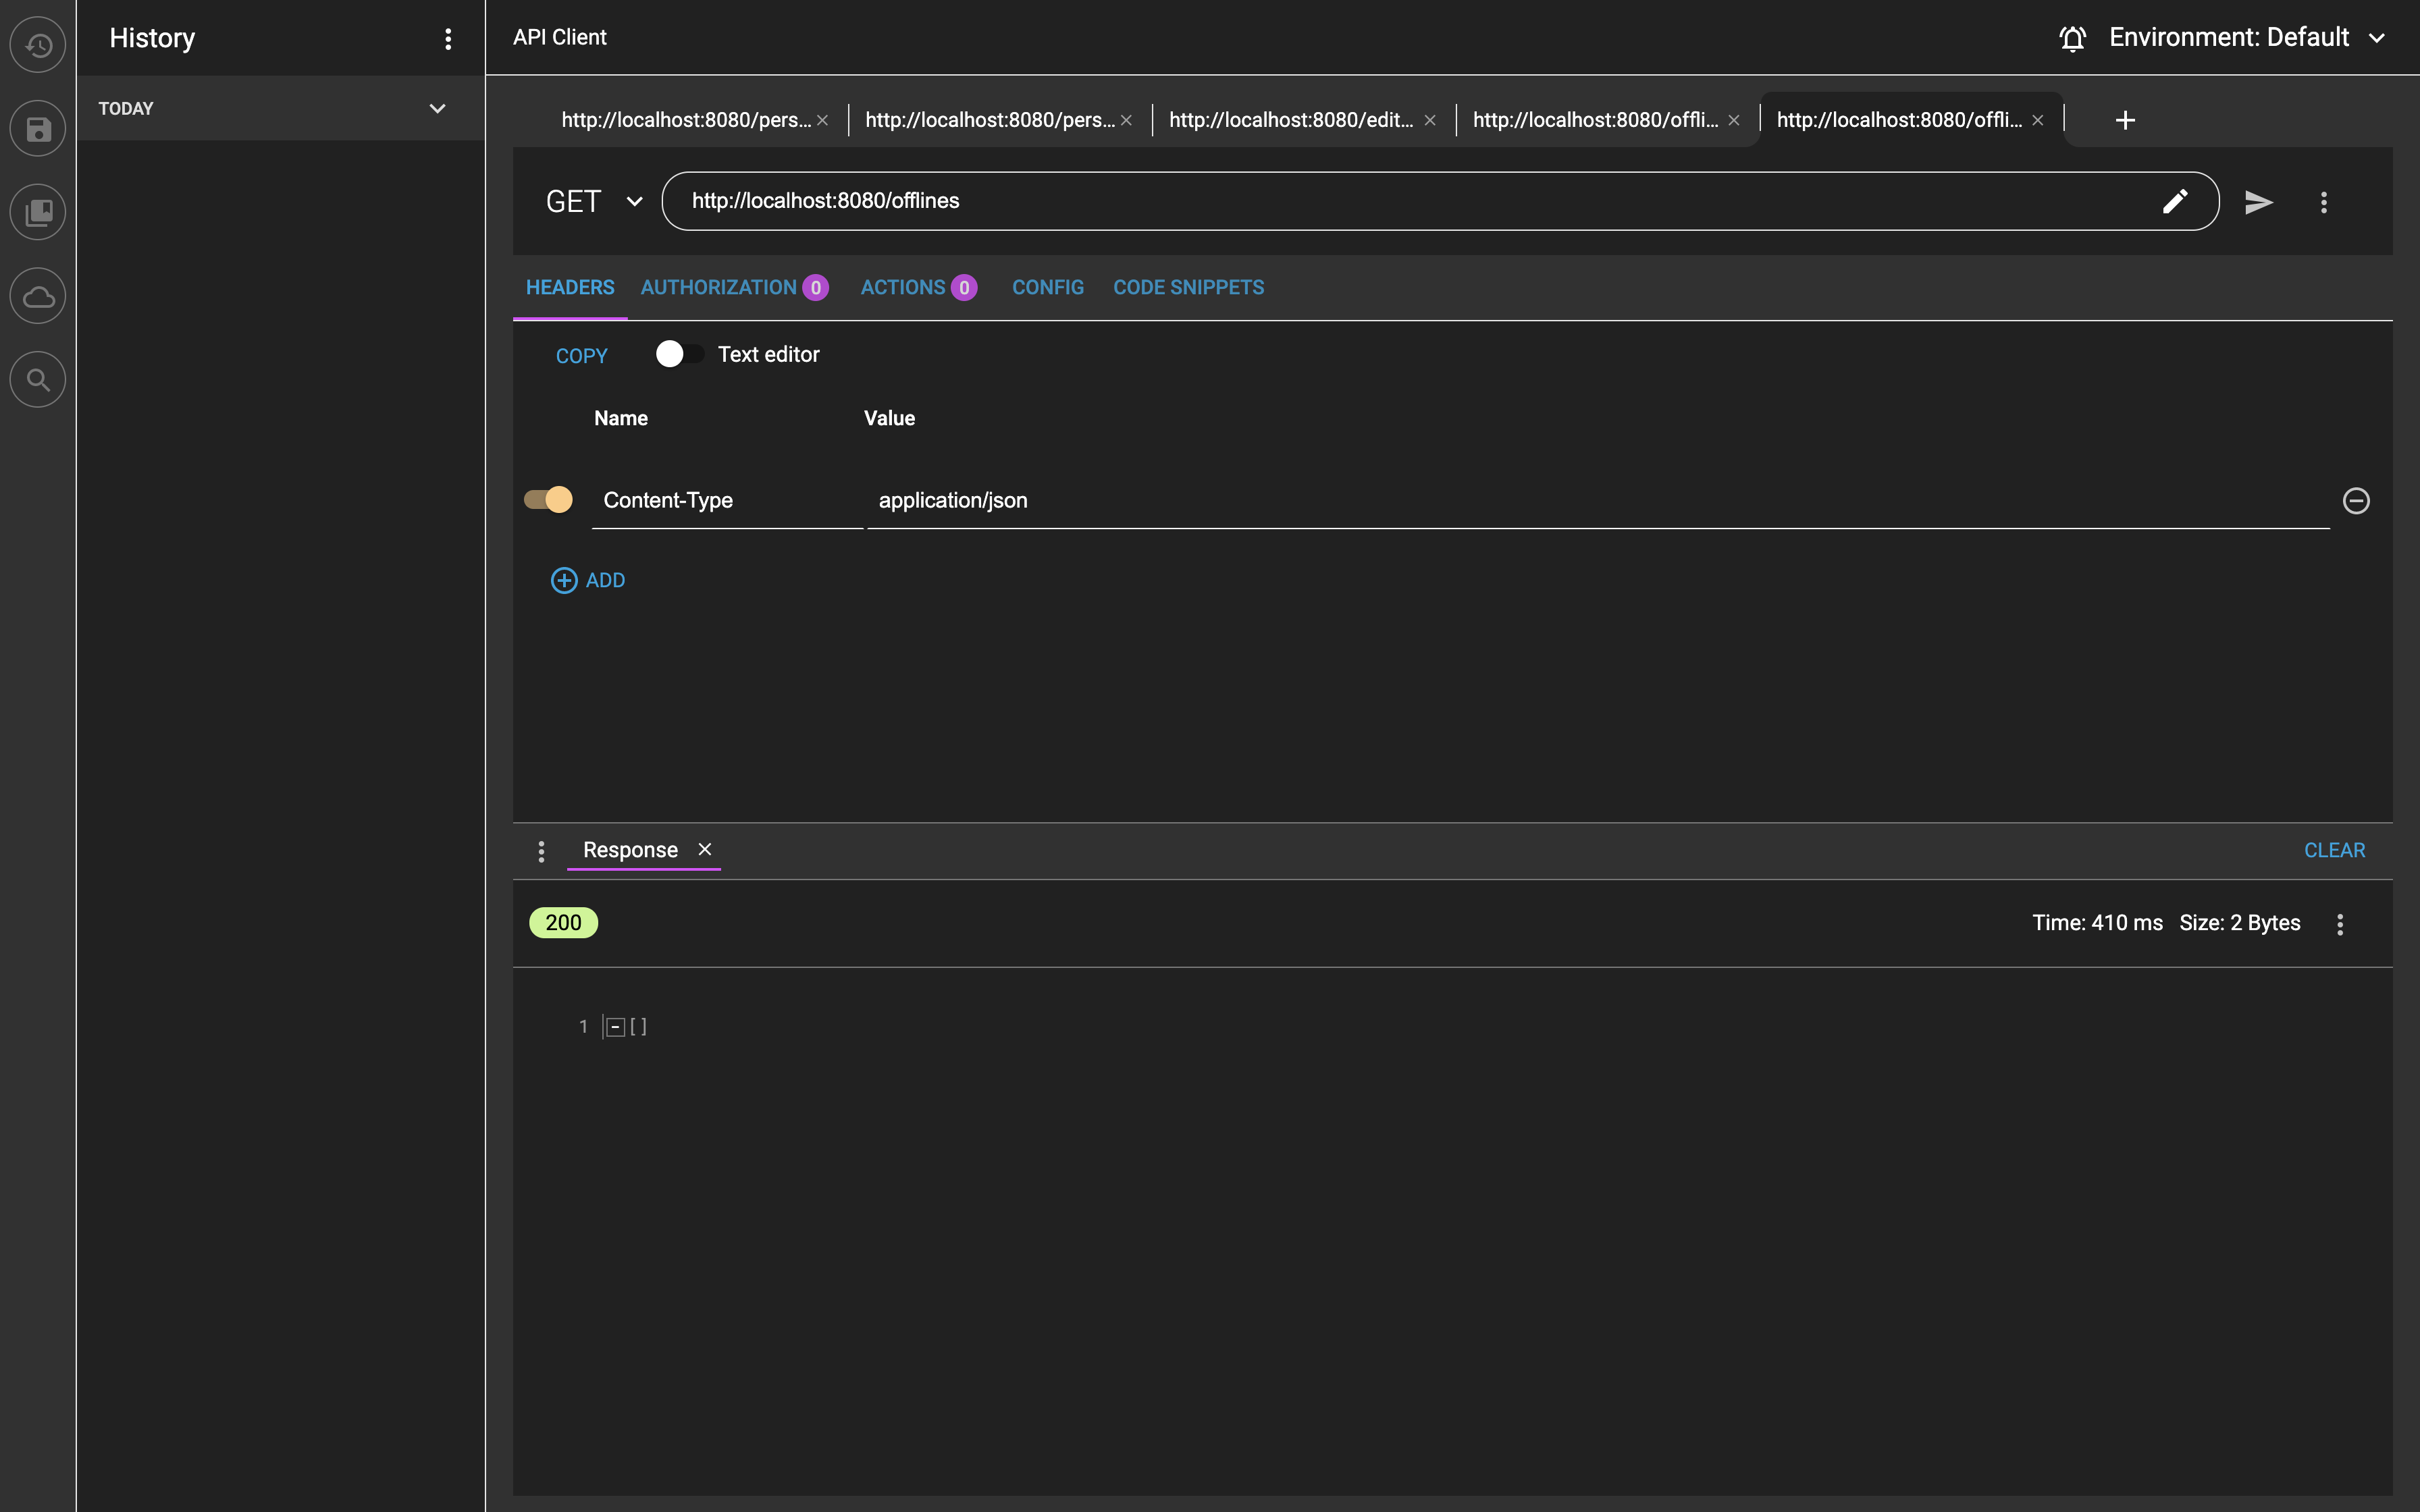 History
TODAY
API Client
Environment: Default
http://localhost:8080/pers...
http://localhost:8080/pers...
http://localhost:8080/edit...
http://localhost:8080/offli...
http://localhost:8080/offli...
GET
http://localhost:8080/offlines
HEADERS
AUTHORIZATION 0
ACTIONS 0
CONFIG
CODE SNIPPETS
COPY
Text editor
Name
Value
Content-Type
application/json
ADD
Response
CLEAR
200
Time: 410 ms
Size: 2 Bytes
1
[]